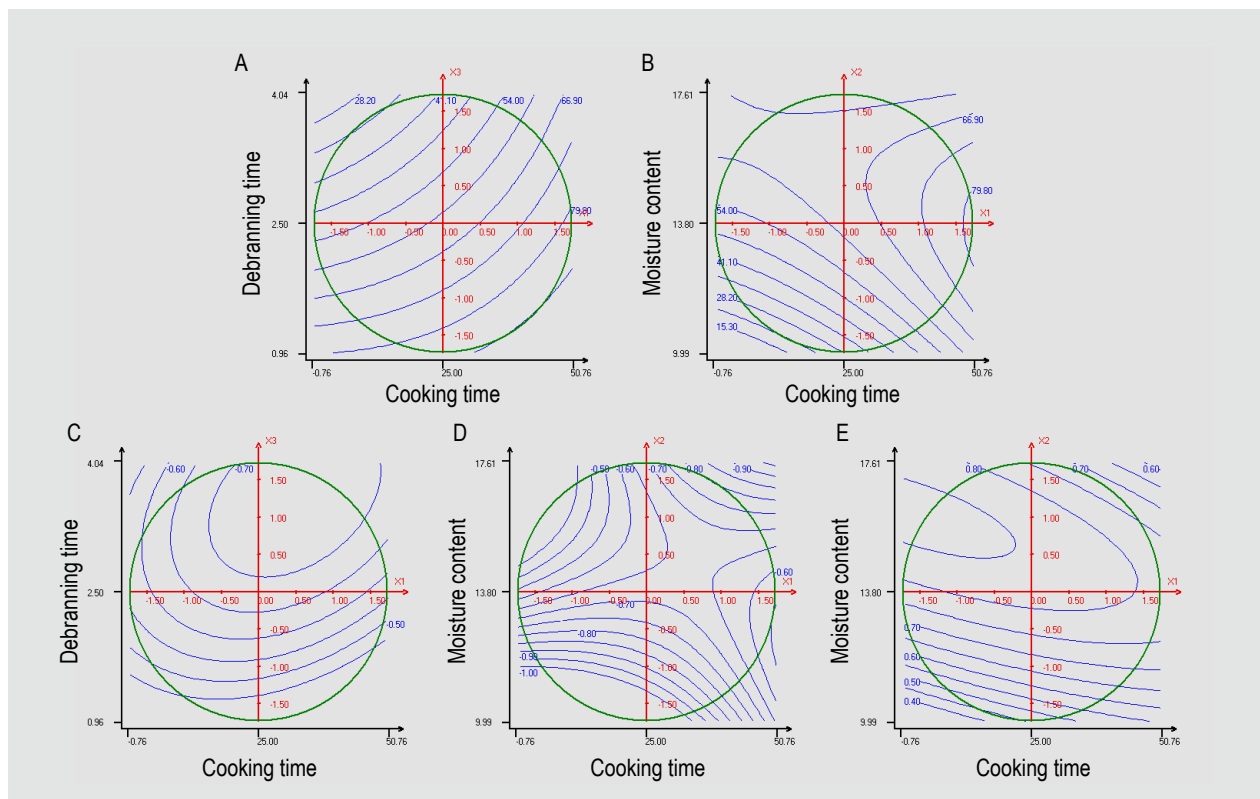 A
X3
4.04
28.20
41.10
54.00
66.90
1.50
1.00
0.50
Debranning time
2.50
79.80
X1
-1.50 -1.00 -0.50 0.00 0.50 1.00 1.50
-0.50
-1.00
-1.50
0.96
-0.76 25.00 50.76
Cooking time
B
X2
17.61
1.50
66.90
1.00
0.50
79.80
Moisture content
54.00
X1
13.80
-1.50 -1.00 -0.50 0.00 0.50 1.00 1.50
41.10
-0.50
28.20
-1.00
15.30
-1.50
9.99
-0.76 25.00 50.76
Cooking time
C
X3
4.04
-0.60 -0.70
1.50
1.00
0.50
Debranning time
X1
2.50
-1.50 -1.00 -0.50 0.00 0.50 1.00 1.50
-0.50
-0.50
-1.00
-1.50
0.96
-0.76 25.00 50.76
Cooking time
D
X2
17.61
-0.50 -0.60 -0.70 -0.80 -0.90
1.50
1.00
0.50
-0.60
Moisture content
X1
13.80
-1.50 -1.00 -0.50 0.00 0.50 1.00 1.50
-0.70
-0.80
-0.50
-0.90
-1.00
-1.00
-1.50
9.99
-0.76 25.00 50.76
Cooking time
E
X2
17.61
0.80 0.70 0.60
1.50
1.00
0.50
Moisture content
X1
13.80
-1.50 -1.00 -0.50 0.00 0.50 1.00 1.50
0.70
-0.50
0.60
-1.00
0.50
0.40
-1.50
9.99
-0.76 25.00 50.76
Cooking time